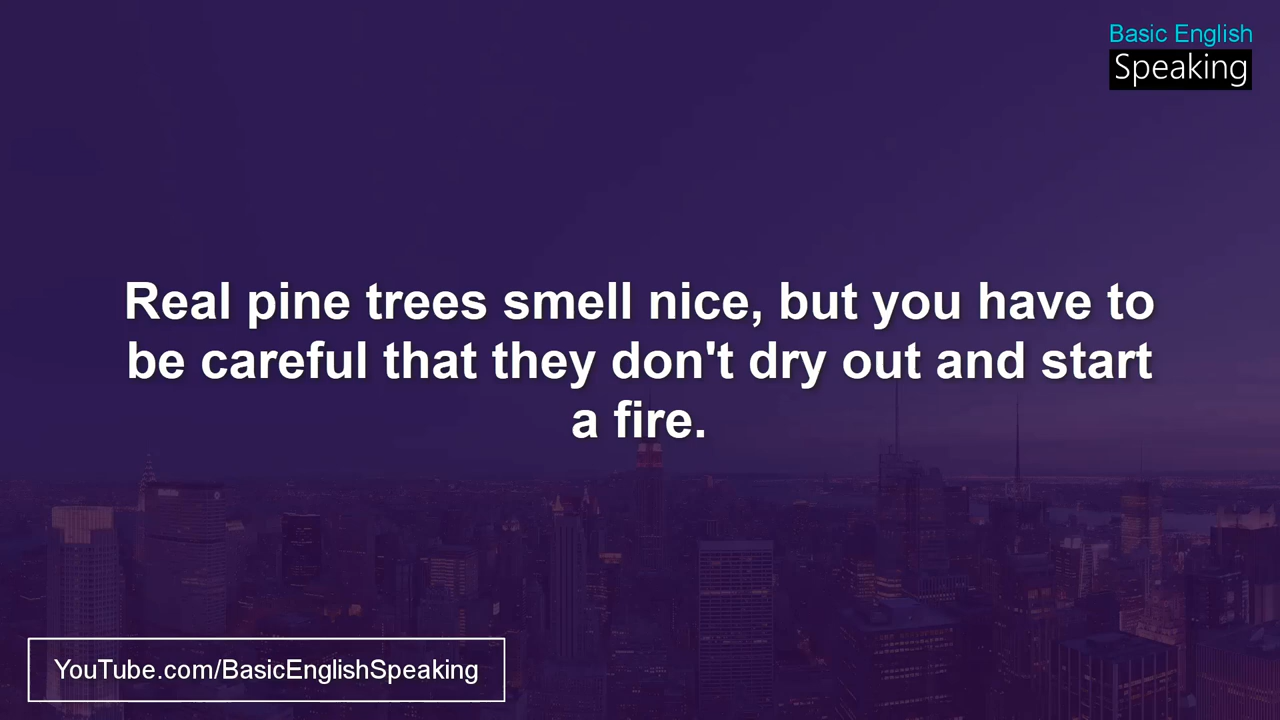 Basic English
Speaking
Real pine trees smell nice, but you have to
be careful that they don't dry out and start
a fire.
YouTube.com/BasicEnglishSpeaking